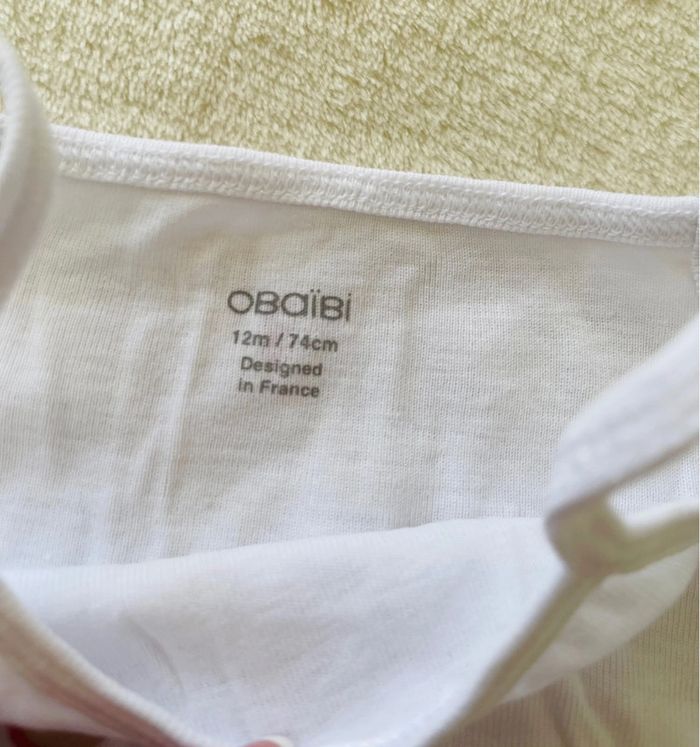 OBaïBi
12m / 74cm
Designed
in France